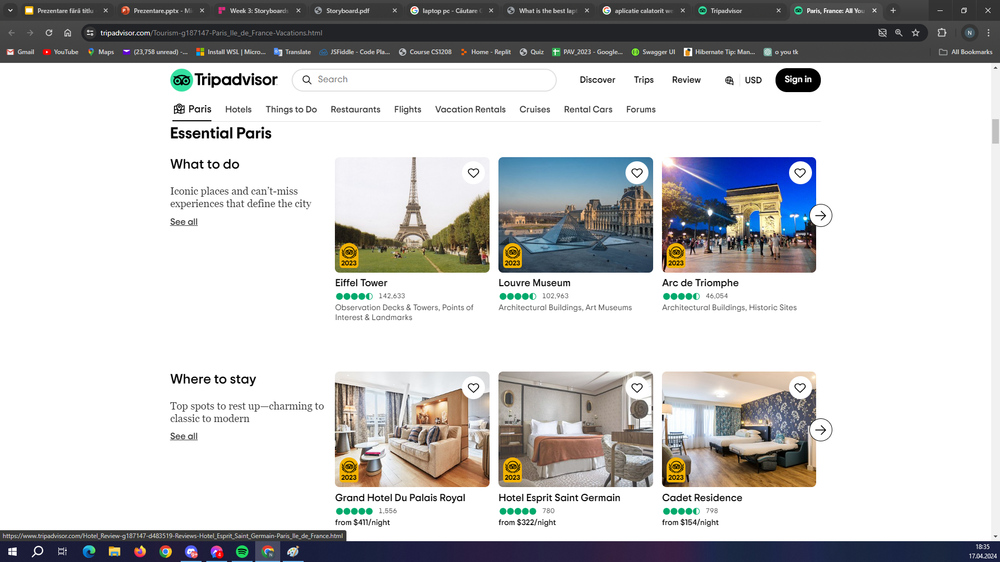 Prezentare fără titlu -
Prezentare.pptx - Mi
Week 3: Storyboards
Storyboard.pdf
laptop pc - Căutare G
What is the best lapt
aplicatie calatorit we
Tripadvisor
Paris, France: All You
tripadvisor.com/Tourism-g187147-Paris_Ile_de_France-Vacations.html
N
Gmail
YouTube
Maps
(23,758 unread) -...
Install WSL | Micro...
Translate
JSFiddle - Code Pla...
Course CS1208
Home - Replit
Quiz
PAV_2023 - Google...
Swagger UI
Hibernate Tip: Man...
o you tk
All Bookmarks
Tripadvisor
Search
Discover
Trips
Review
USD
Sign in
Paris
Hotels
Things to Do
Restaurants
Flights
Vacation Rentals
Cruises
Rental Cars
Forums
Essential Paris
What to do
Iconic places and can’t-miss
experiences that define the city
See all
2023
Eiffel Tower
142,633
Observation Decks & Towers, Points of
Interest & Landmarks
2023
Louvre Museum
102,963
Architectural Buildings, Art Museums
2023
Arc de Triomphe
46,054
Architectural Buildings, Historic Sites
Where to stay
Top spots to rest up—charming to
classic to modern
See all
2023
Grand Hotel Du Palais Royal
1,556
from $411/night
2023
Hotel Esprit Saint Germain
780
from $322/night
2023
Cadet Residence
798
from $154/night
https://www.tripadvisor.com/Hotel_Review-g187147-d483519-Reviews-Hotel_Esprit_Saint_Germain-Paris_Ile_de_France.html
9+
4
N
18:35
17.04.2024